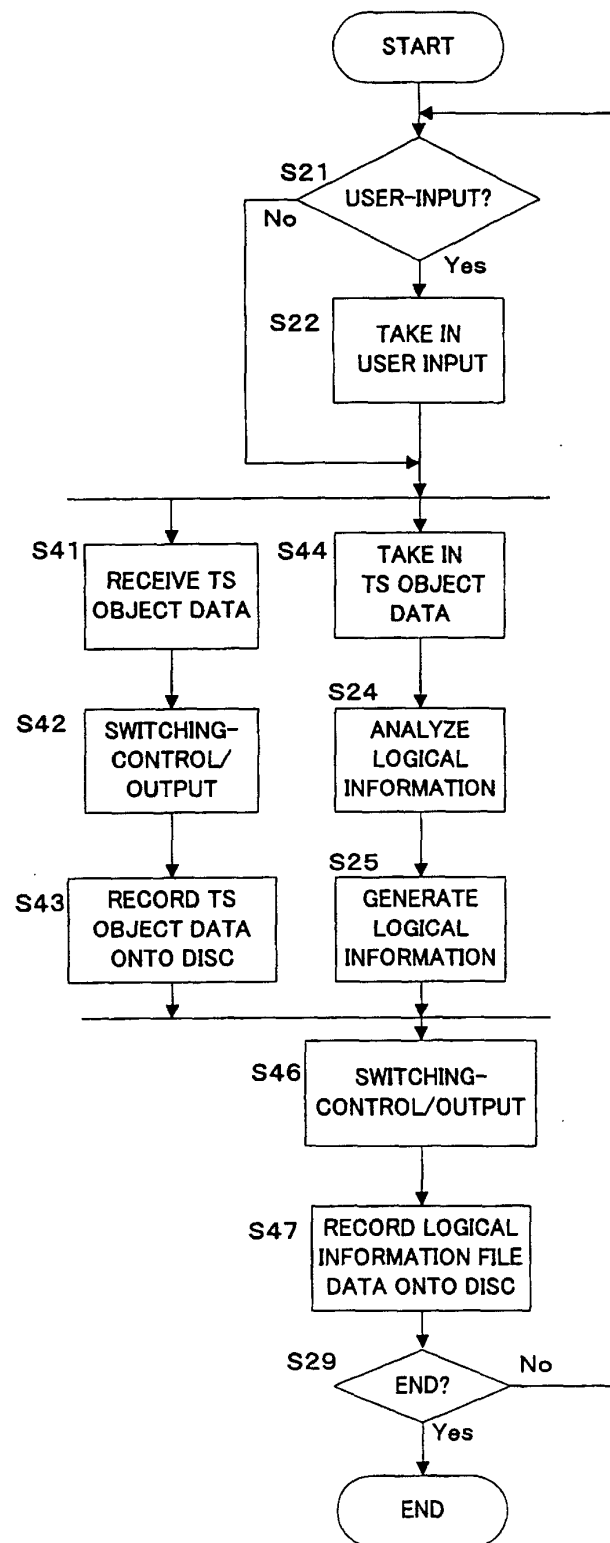 START
S21
USER-INPUT?
No
Yes
S22
TAKE IN
USER INPUT
S41
RECEIVE TS
OBJECT DATA
S42
SWITCHING-
CONTROL/
OUTPUT
S43
RECORD TS
OBJECT DATA
ONTO DISC
S44
TAKE IN
TS OBJECT
DATA
S24
ANALYZE
LOGICAL
INFORMATION
S25
GENERATE
LOGICAL
INFORMATION
S46
SWITCHING-
CONTROL/OUTPUT
S47
RECORD LOGICAL
INFORMATION FILE
DATA ONTO DISC
S29
END?
No
Yes
END